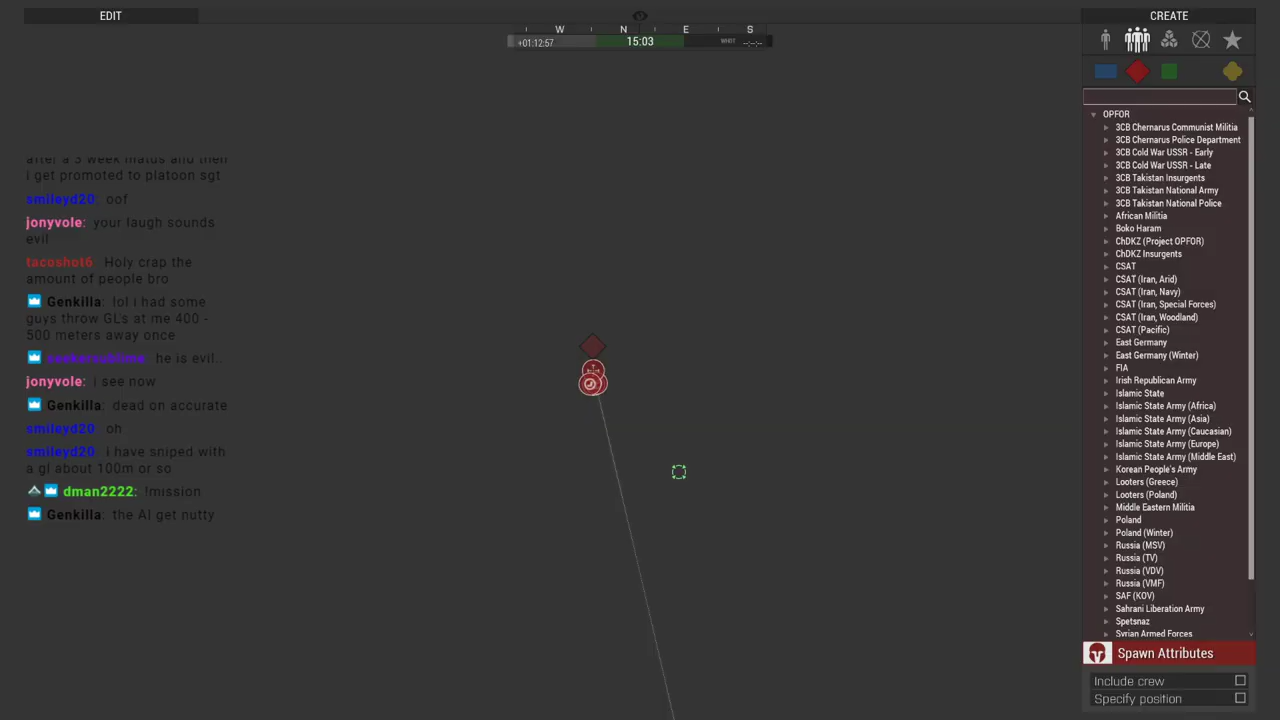 EDIT
W N E S
+01:12:57 15:03 --:--
after a 3 week hiatus and then
i get promoted to platoon sgt
smileyd20: oof
jonyvole: your laugh sounds
evil
tacoshot6: Holy crap the
amount of people bro
Genkilla: lol i had some
guys throw GL's at me 400 -
500 meters away once
he is evil..
jonyvole: i see now
Genkilla: dead on accurate
smileyd20: oh
smileyd20: i have sniped with
a gl about 100m or so
dman2222: !mission
Genkilla: the AI get nutty
CREATE
OPFOR
3CB Chernarus Communist Militia
3CB Chernarus Police Department
3CB Cold War USSR - Early
3CB Cold War USSR - Late
3CB Takistan Insurgents
3CB Takistan National Army
3CB Takistan National Police
African Militia
Boko Haram
ChDKZ (Project OPFOR)
ChDKZ Insurgents
CSAT
CSAT (Iran, Arid)
CSAT (Iran, Navy)
CSAT (Iran, Special Forces)
CSAT (Iran, Woodland)
CSAT (Pacific)
East Germany
East Germany (Winter)
FIA
Irish Republican Army
Islamic State
Islamic State Army (Africa)
Islamic State Army (Asia)
Islamic State Army (Caucasian)
Islamic State Army (Europe)
Islamic State Army (Middle East)
Korean People's Army
Looters (Greece)
Looters (Poland)
Middle Eastern Militia
Poland
Poland (Winter)
Russia (MSV)
Russia (TV)
Russia (VDV)
Russia (VMF)
SAF (KOV)
Sahrani Liberation Army
Spetsnaz
Syrian Armed Forces
Spawn Attributes
Include crew
Specify position